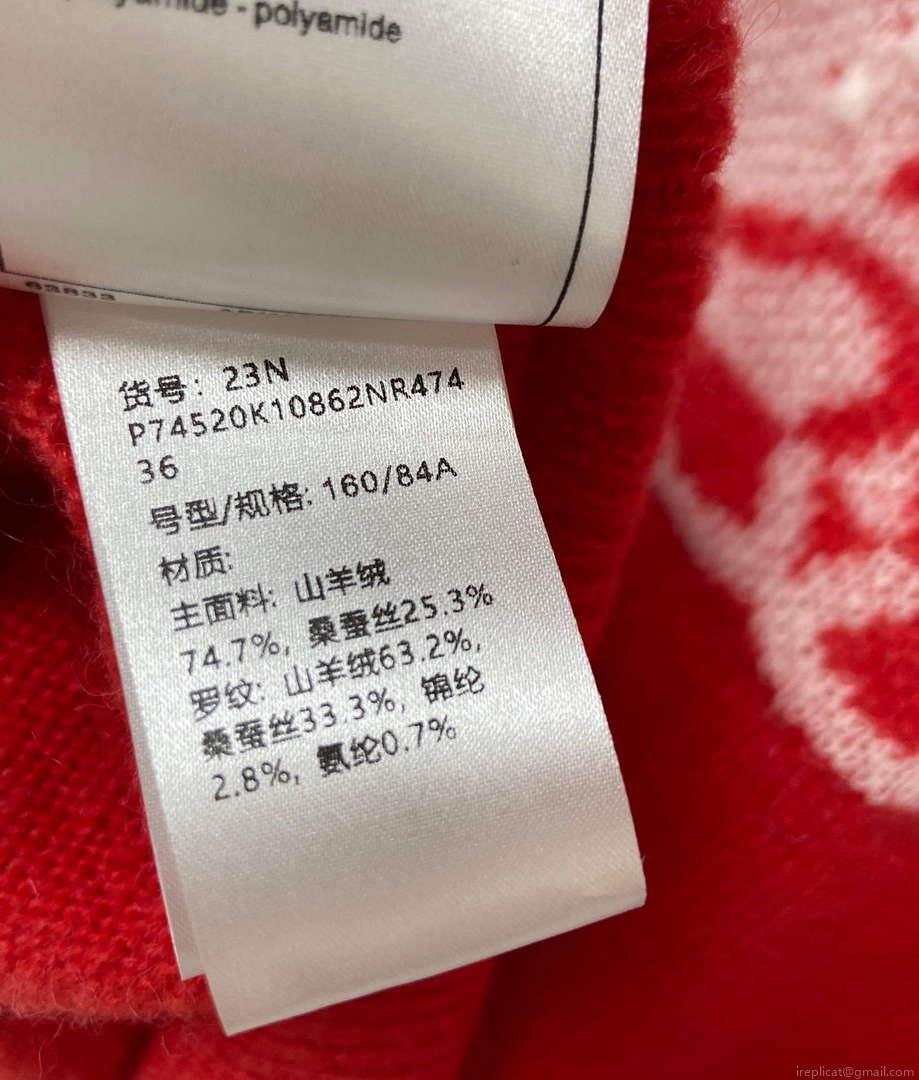 - polyamide
63833
货号: 23N
P74520K10862NR474
36
号型/规格: 160/84A
材质:
主面料: 山羊绒
74.7%, 桑蚕丝25.3%
罗纹: 山羊绒63.2%,
桑蚕丝33.3%, 锦纶
2.8%, 氨纶0.7%
ireplicat@gmail.com